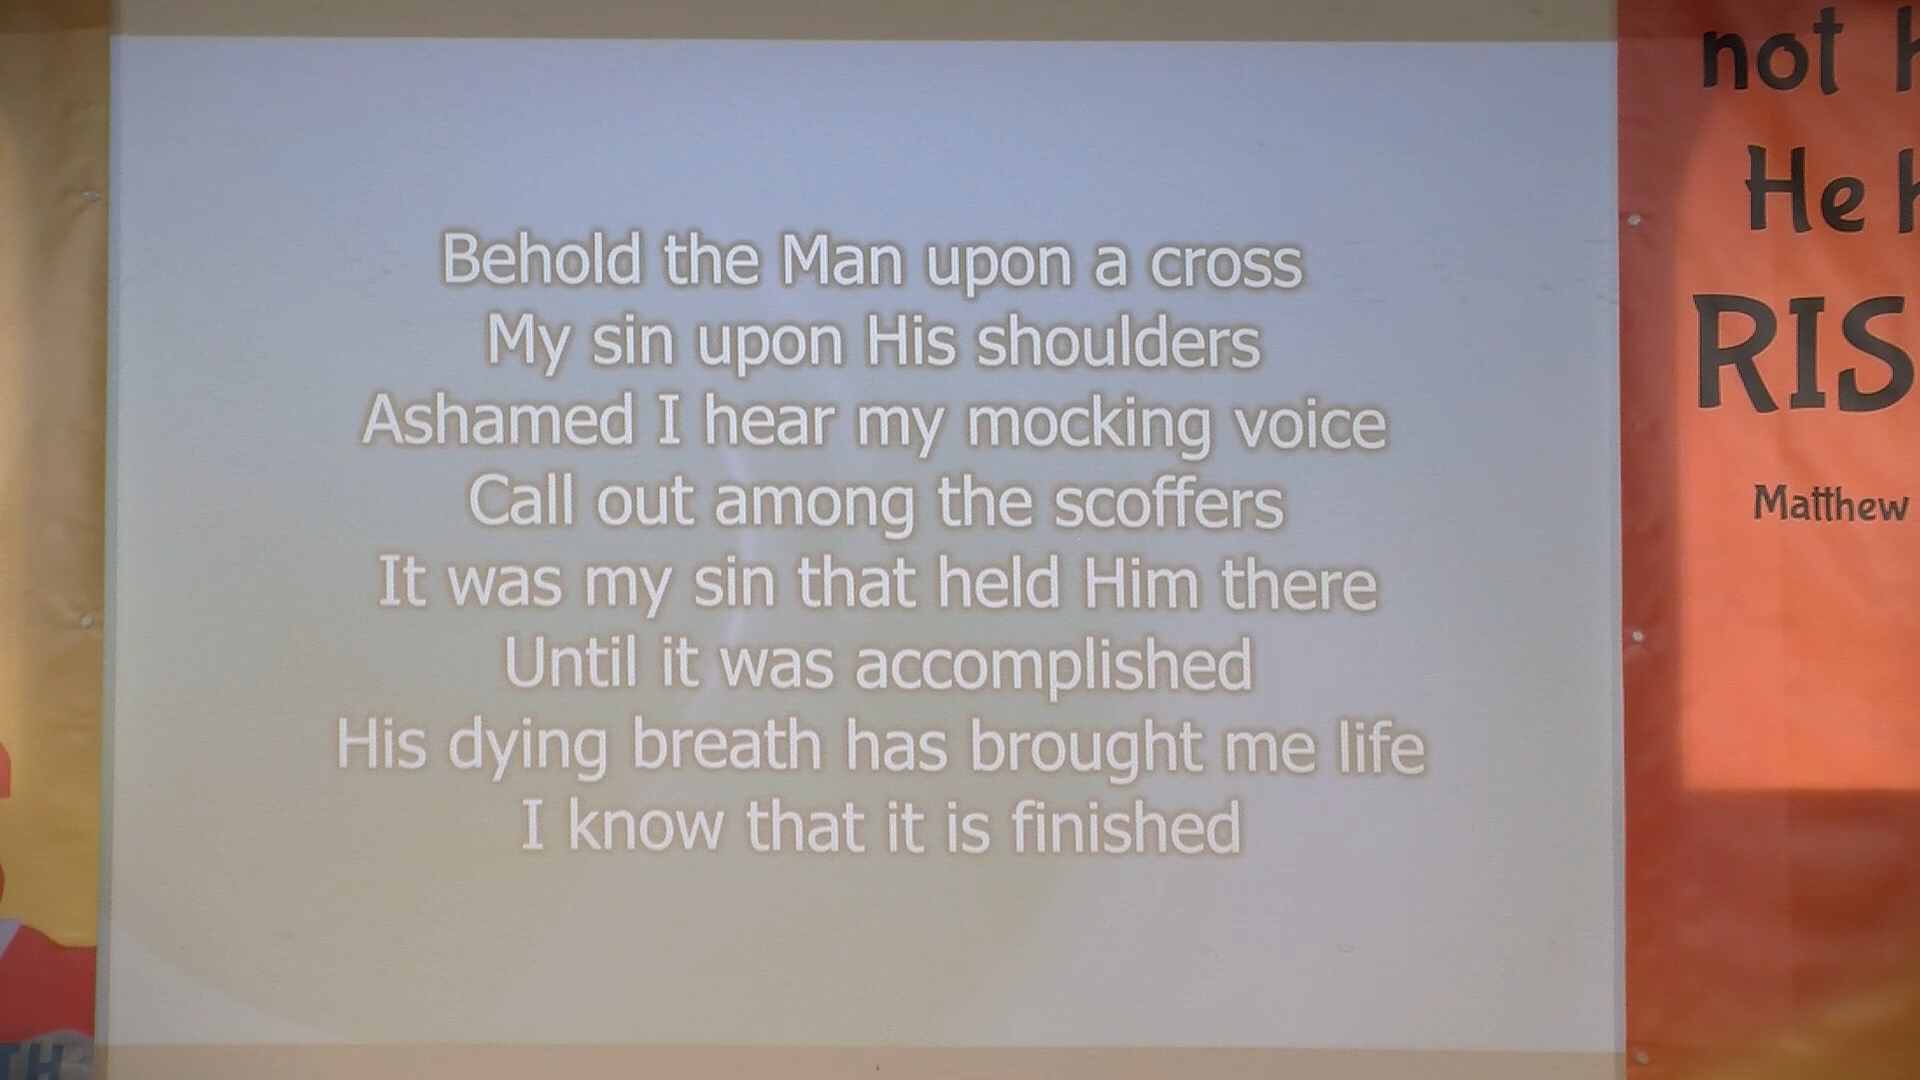 Behold the Man upon a cross
My sin upon His shoulders
Ashamed I hear my mocking voice
Call out among the scoffers
It was my sin that held Him there
Until it was accomplished
His dying breath has brought me life
I know that it is finished
not
He
RIS
Matthew
TH